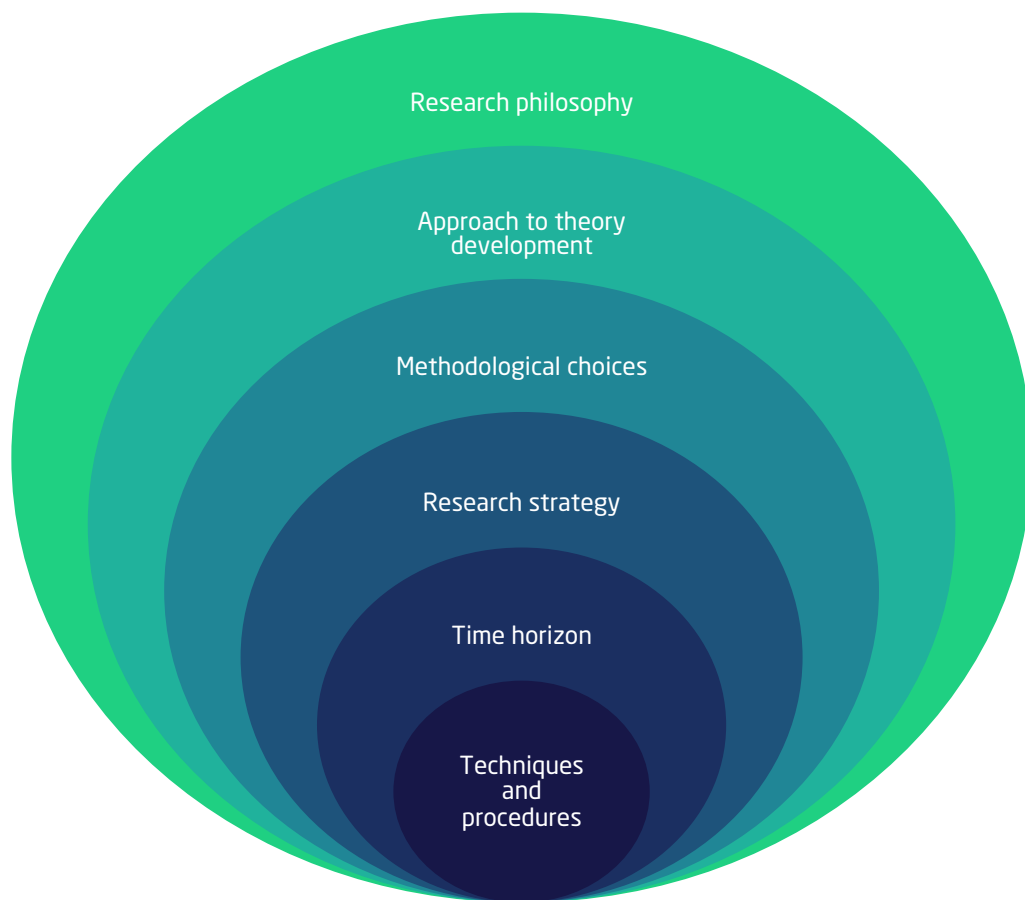 Research philosophy
Approach to theory
development
Methodological choices
Research strategy
Time horizon
Techniques
and
procedures